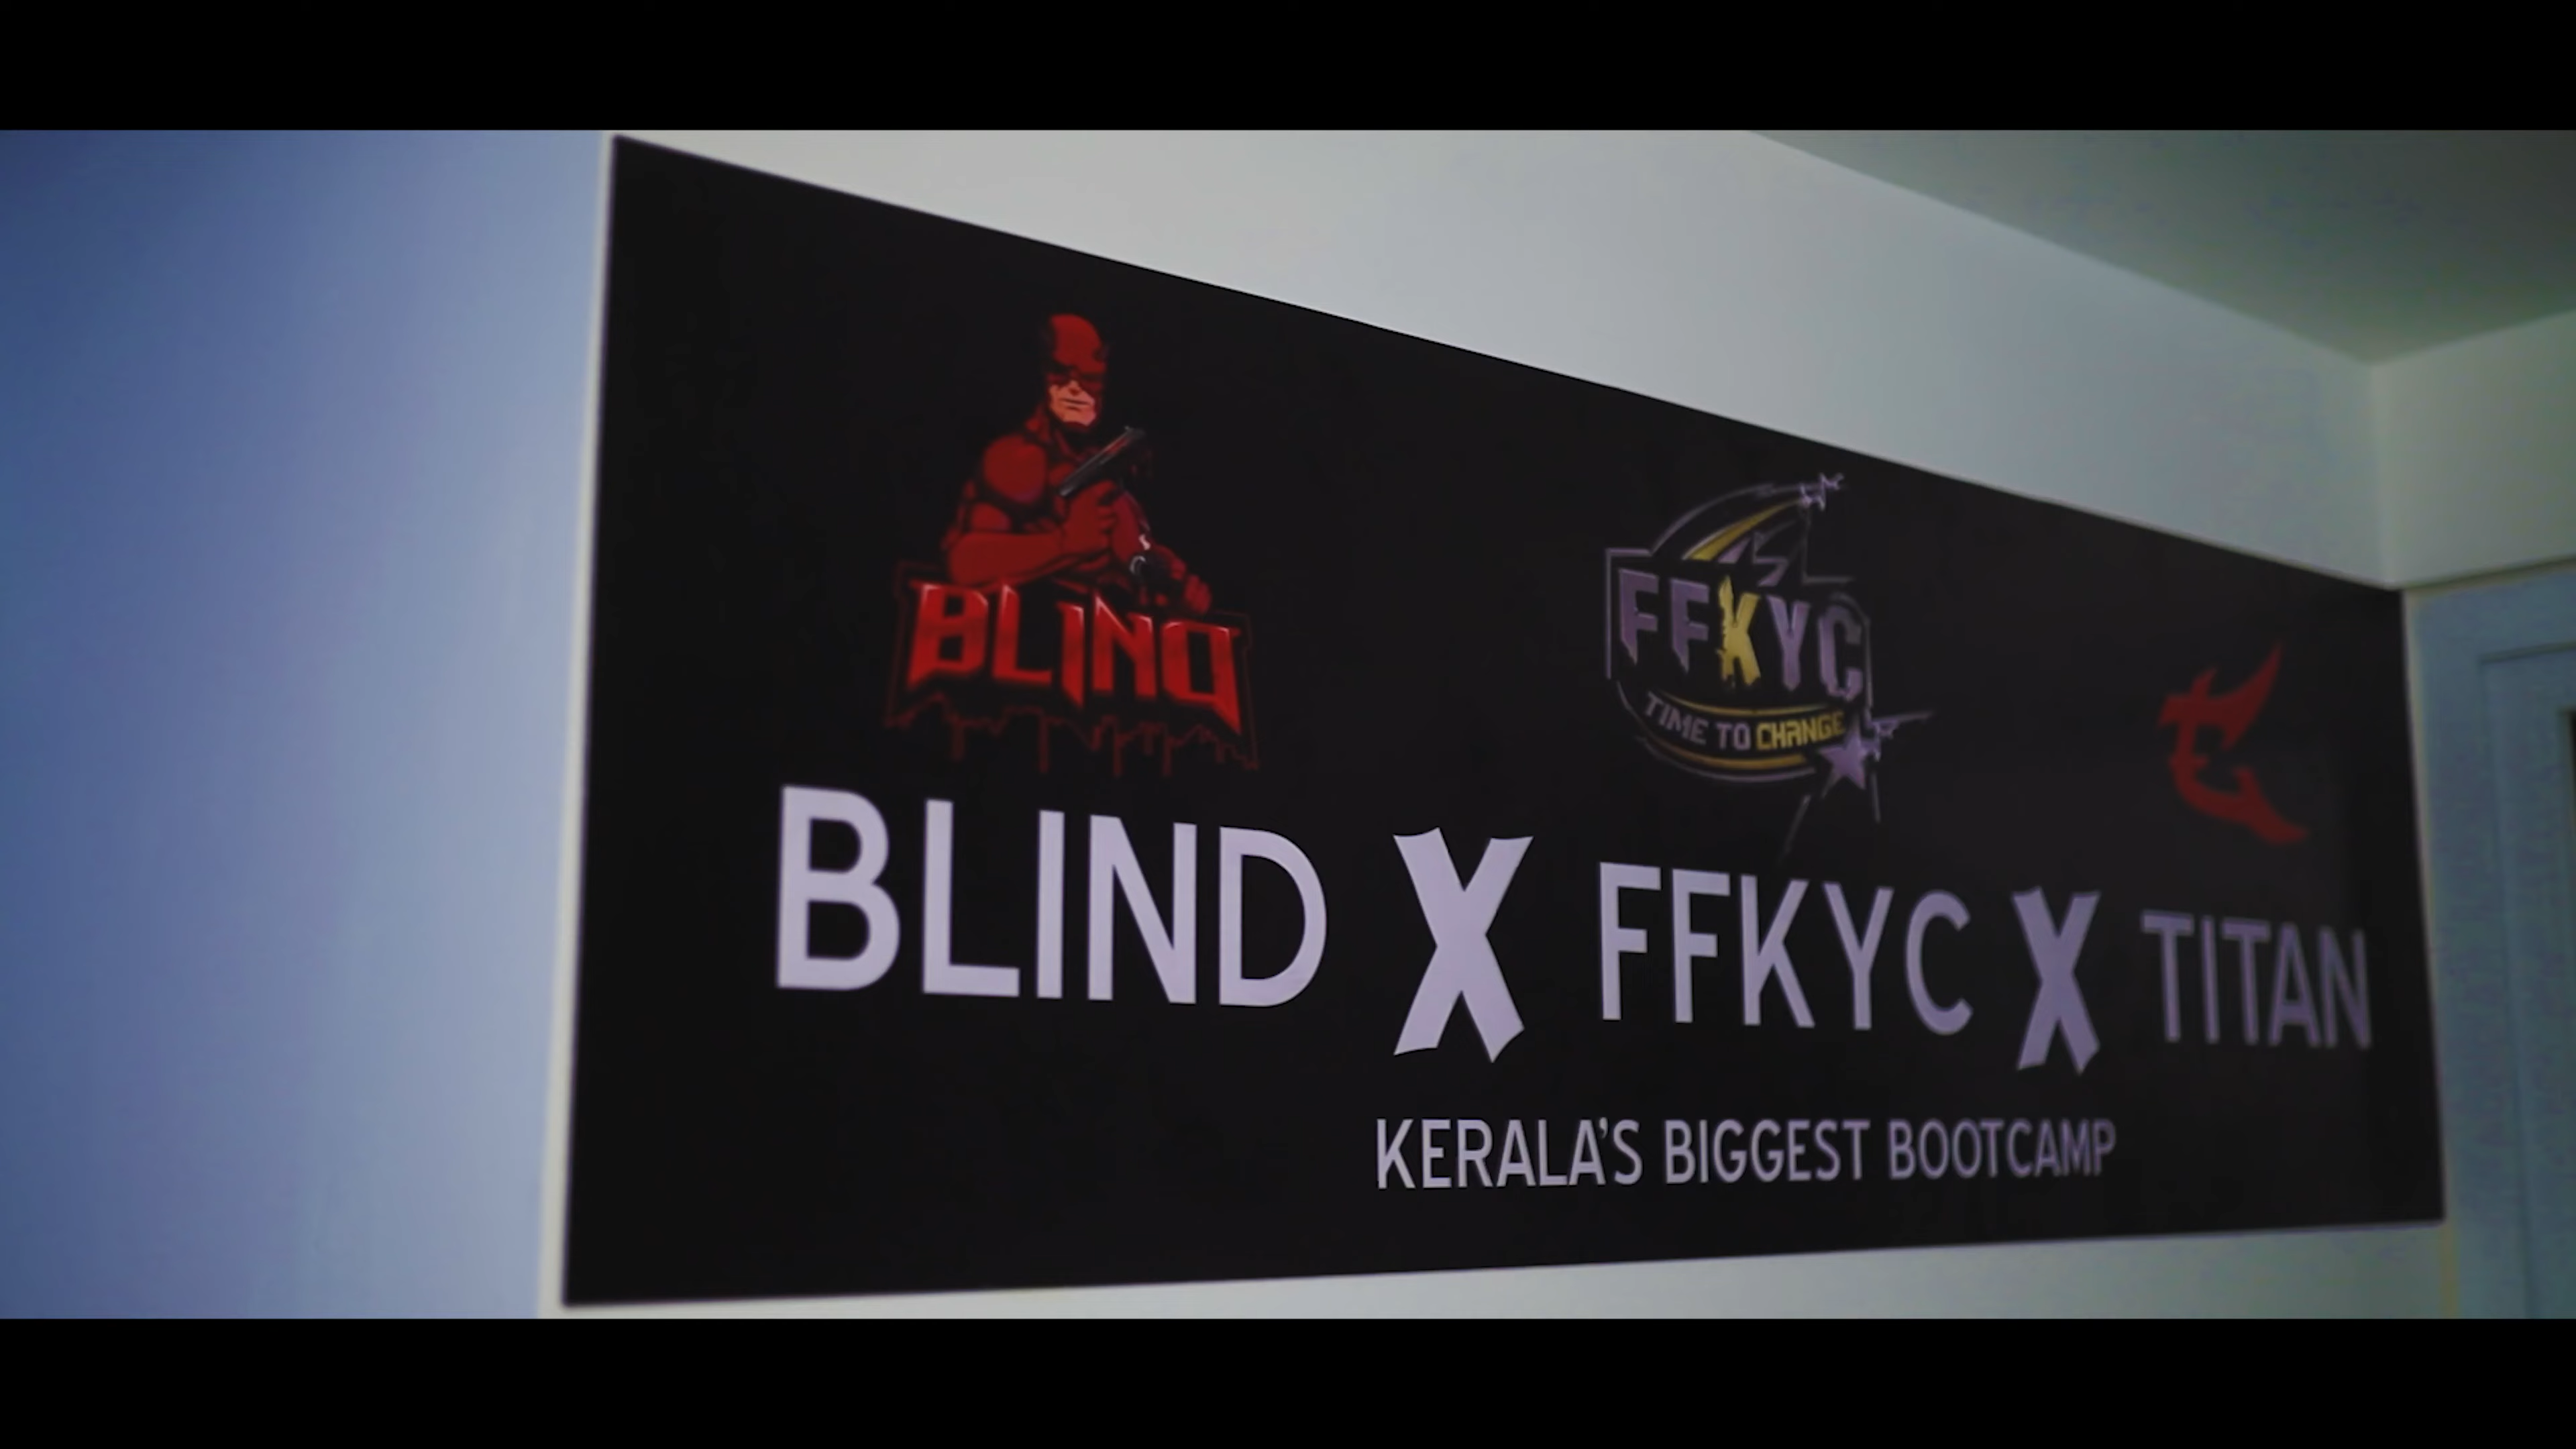 BLIND
FFKYC
TIME TO CHANGE
BLIND X FFKYC X TITAN
KERALA'S BIGGEST BOOTCAMP